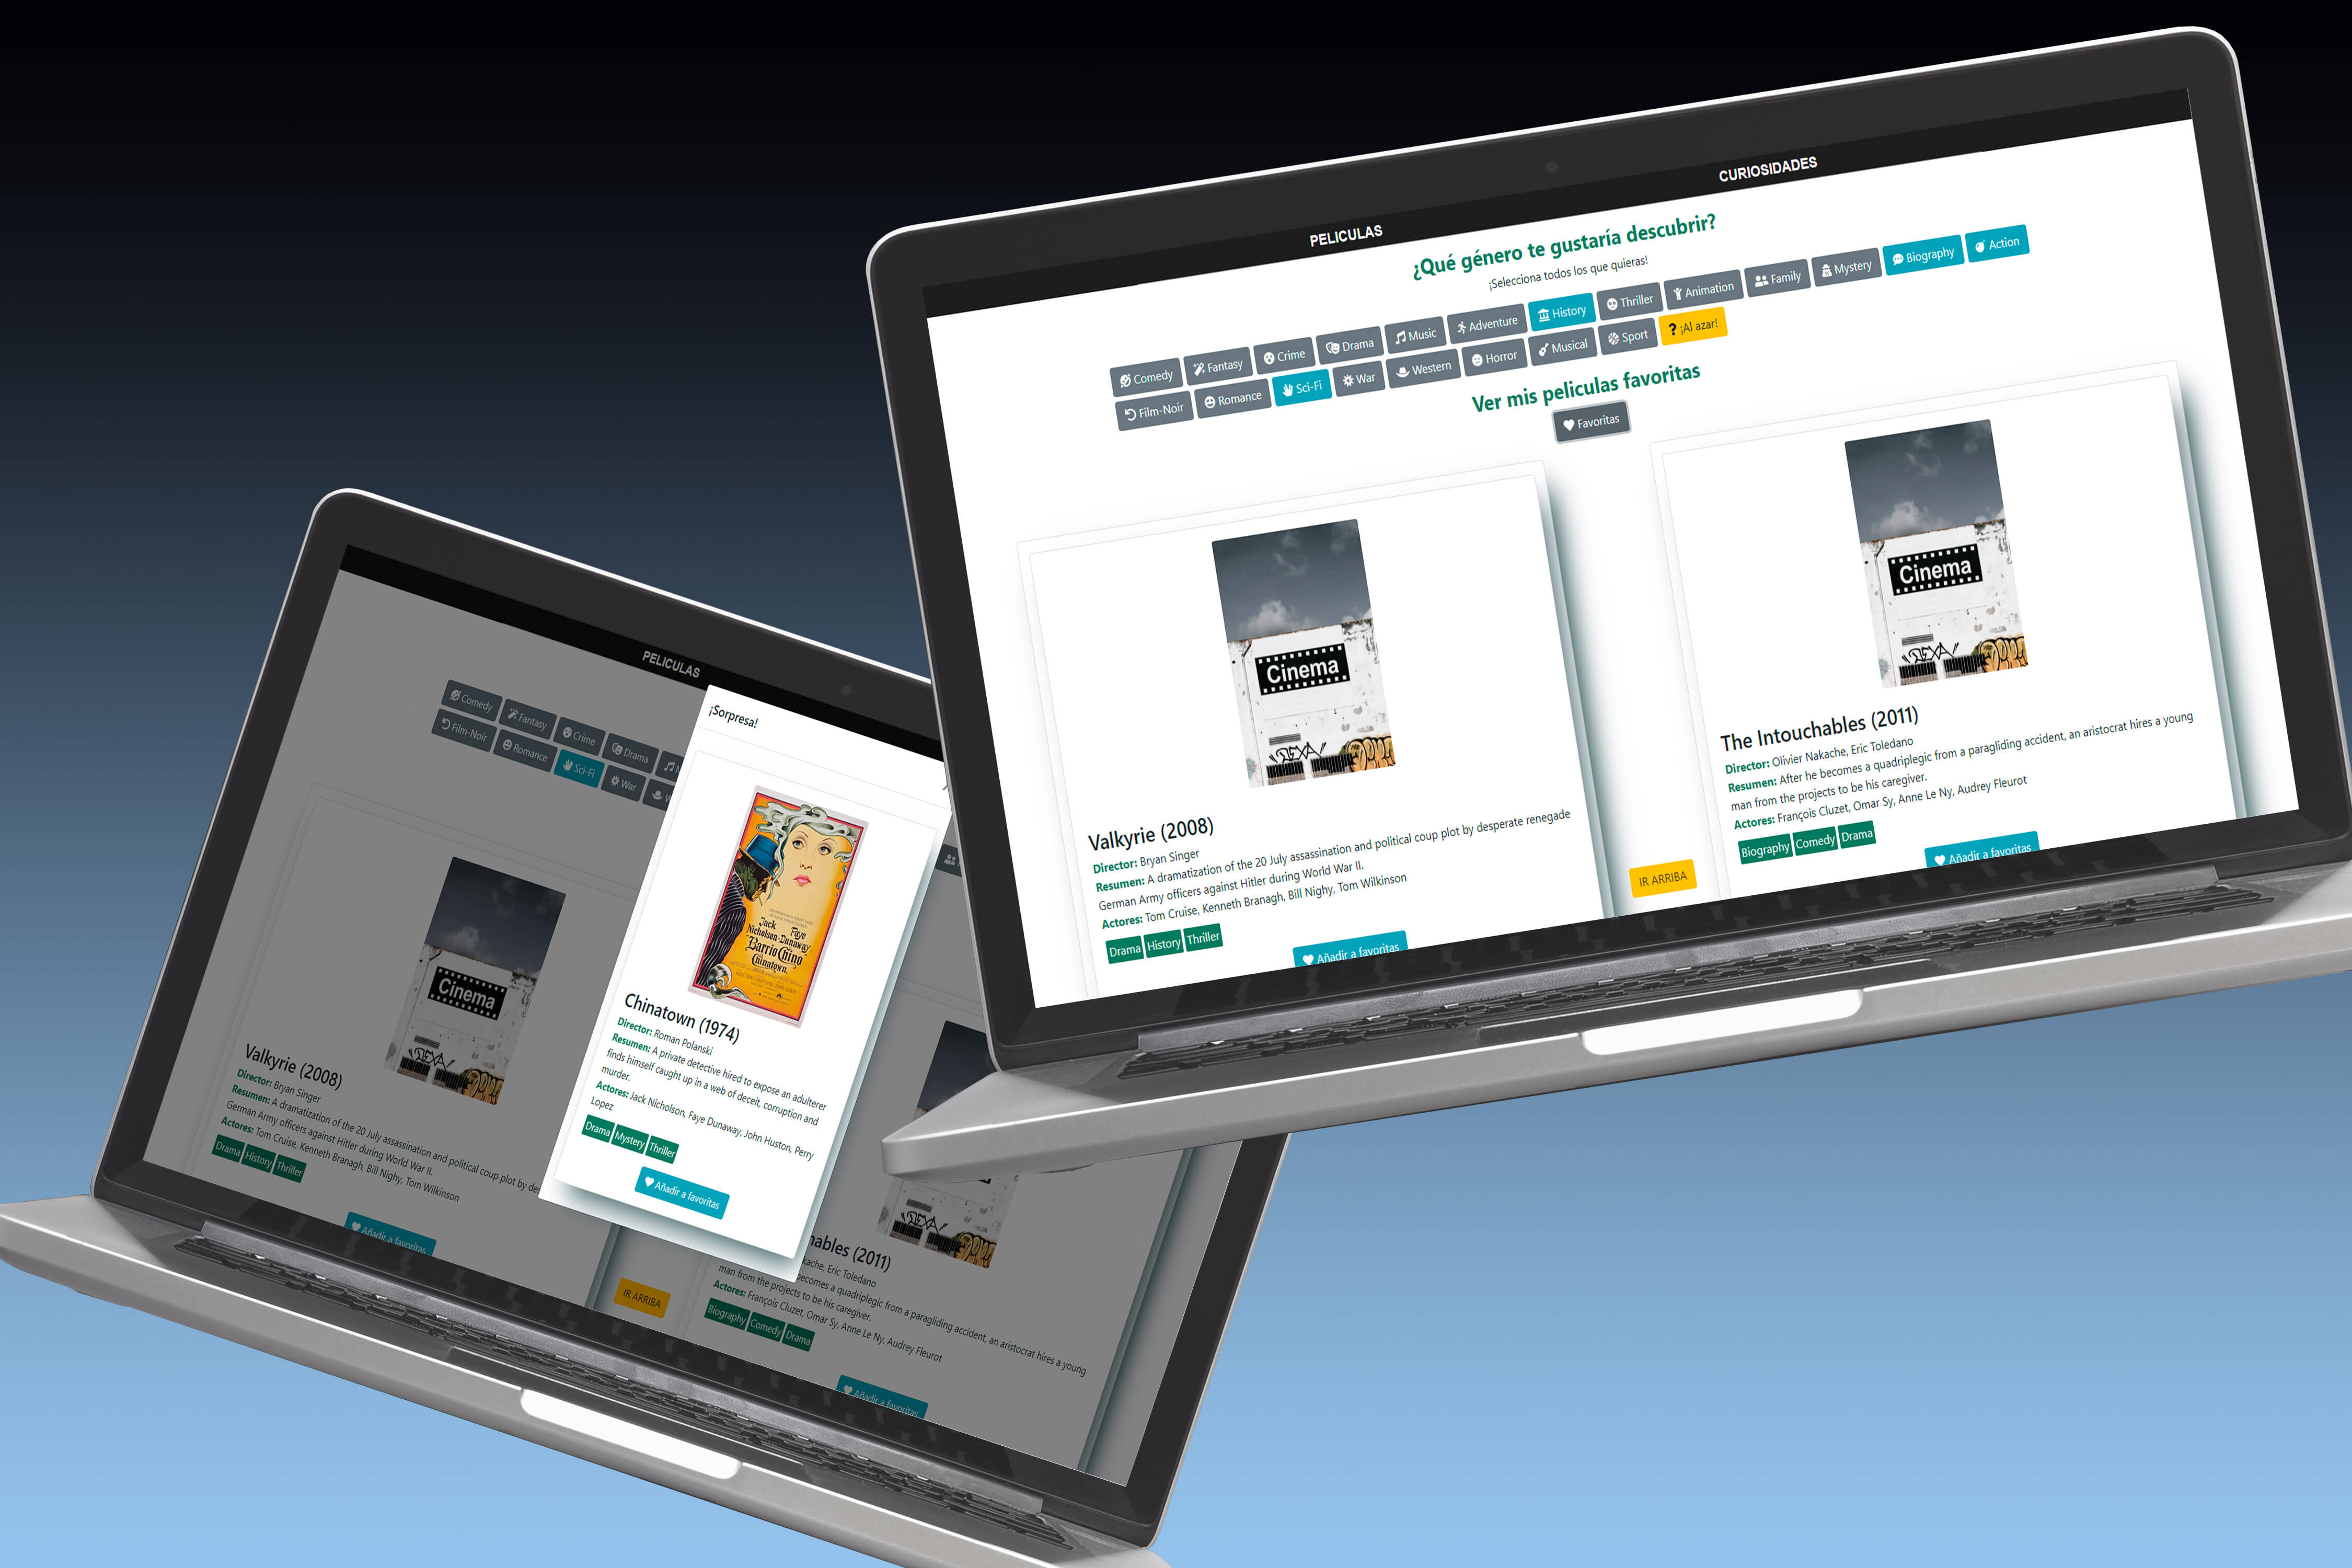 PELICULAS
CURIOSIDADES
¿Qué género te gustaría descubrir?
¡Selecciona todos los que quieras!
Comedy Fantasy Crime Drama Music Adventure History Thriller Animation Family Mystery Biography Action
Film-Noir Romance Sci-Fi War Western Horror Musical Sport ¡Al azar!
Ver mis peliculas favoritas
Favoritas
Cinema
Valkyrie (2008)
Director: Bryan Singer
Resumen: A dramatization of the 20 July assassination and political coup plot by desperate renegade
German Army officers against Hitler during World War II.
Actores: Tom Cruise, Kenneth Branagh, Bill Nighy, Tom Wilkinson
Drama History Thriller
Añadir a favoritas
Cinema
The Intouchables (2011)
Director: Olivier Nakache, Eric Toledano
Resumen: After he becomes a quadriplegic from a paragliding accident, an aristocrat hires a young
man from the projects to be his caregiver.
Actores: François Cluzet, Omar Sy, Anne Le Ny, Audrey Fleurot
Biography Comedy Drama
Añadir a favoritas
IR ARRIBA
PELICULAS
Comedy Fantasy Crime Drama
Film-Noir Romance Sci-Fi War
Cinema
Valkyrie (2008)
Director: Bryan Singer
Resumen: A dramatization of the 20 July assassination and political coup plot by des
German Army officers against Hitler during World War II.
Actores: Tom Cruise, Kenneth Branagh, Bill Nighy, Tom Wilkinson
Drama History Thriller
Añadir a favoritas
¡Sorpresa!
Jack Faye
Nicholson-Dunaway
"Barrio Chino
Chinatown
Chinatown (1974)
Director: Roman Polanski
Resumen: A private detective hired to expose an adulterer
finds himself caught up in a web of deceit, corruption and
murder.
Actores: Jack Nicholson, Faye Dunaway, John Huston, Perry
Lopez
Drama Mystery Thriller
Añadir a favoritas
hables (2011)
kache, Eric Toledano
becomes a quadriplegic from a paragliding accident, an aristocrat hires a young
man from the projects to be his caregiver.
Actores: François Cluzet, Omar Sy, Anne Le Ny, Audrey Fleurot
Biography Comedy Drama
Añadir a favoritas
IR ARRIBA